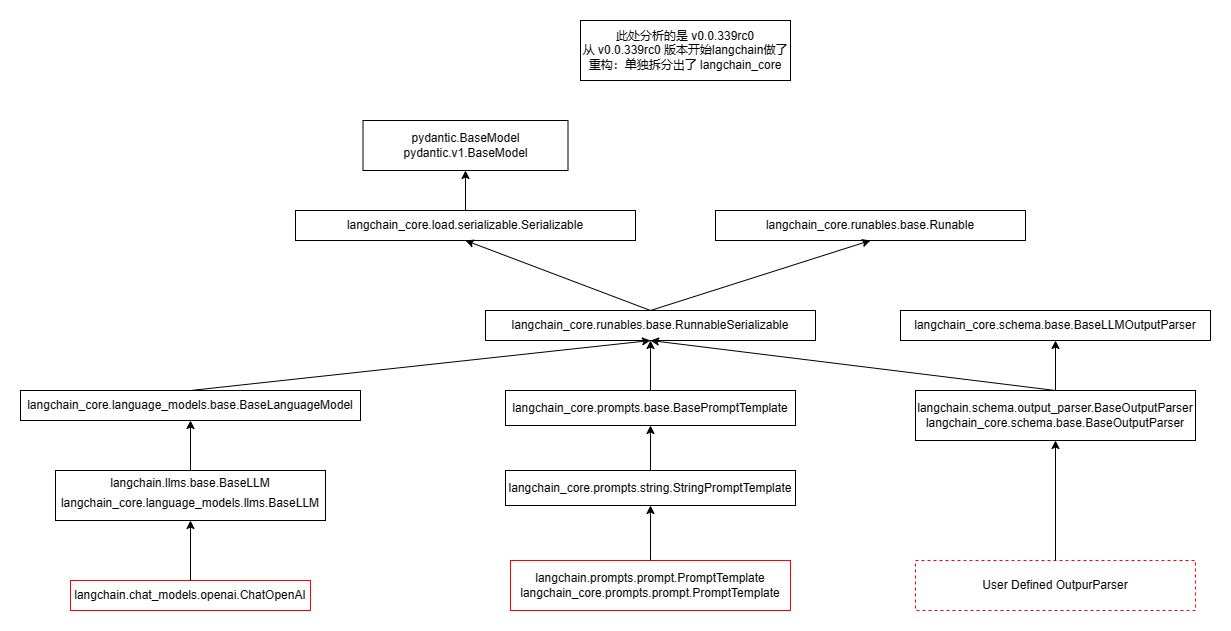 此处分析的是 v0.0.339rc0
从 v0.0.339rc0 版本开始langchain做了
重构：单独拆分出了 langchain_core
pydantic.BaseModel
pydantic.v1.BaseModel
langchain_core.load.serializable.Serializable
langchain_core.runables.base.Runable
langchain_core.runables.base.RunnableSerializable
langchain_core.schema.base.BaseLLMOutputParser
langchain_core.language_models.base.BaseLanguageModel
langchain_core.prompts.base.BasePromptTemplate
langchain.schema.output_parser.BaseOutputParser
langchain_core.schema.base.BaseOutputParser
langchain.llms.base.BaseLLM
langchain_core.language_models.llms.BaseLLM
langchain_core.prompts.string.StringPromptTemplate
langchain.chat_models.openai.ChatOpenAI
langchain.prompts.prompt.PromptTemplate
langchain_core.prompts.prompt.PromptTemplate
User Defined OutpurParser